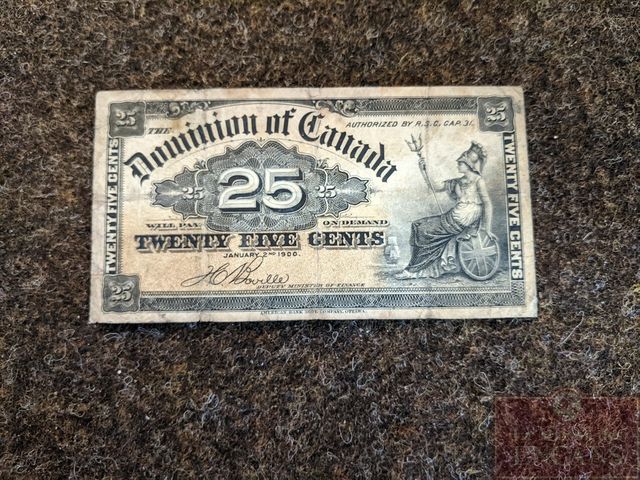 25
25
THE
AUTHORIZED BY R.S.C. CAP. 31.
Dominion of Canada
TWENTY FIVE CENTS
TWENTY FIVE CENTS
25
25
25
WILL PAY
ON DEMAND
TWENTY FIVE CENTS
JANUARY 2ND 1900.
J C Boville
DEPUTY MINISTER OF FINANCE
25
AMERICAN BANK NOTE COMPANY, OTTAWA.